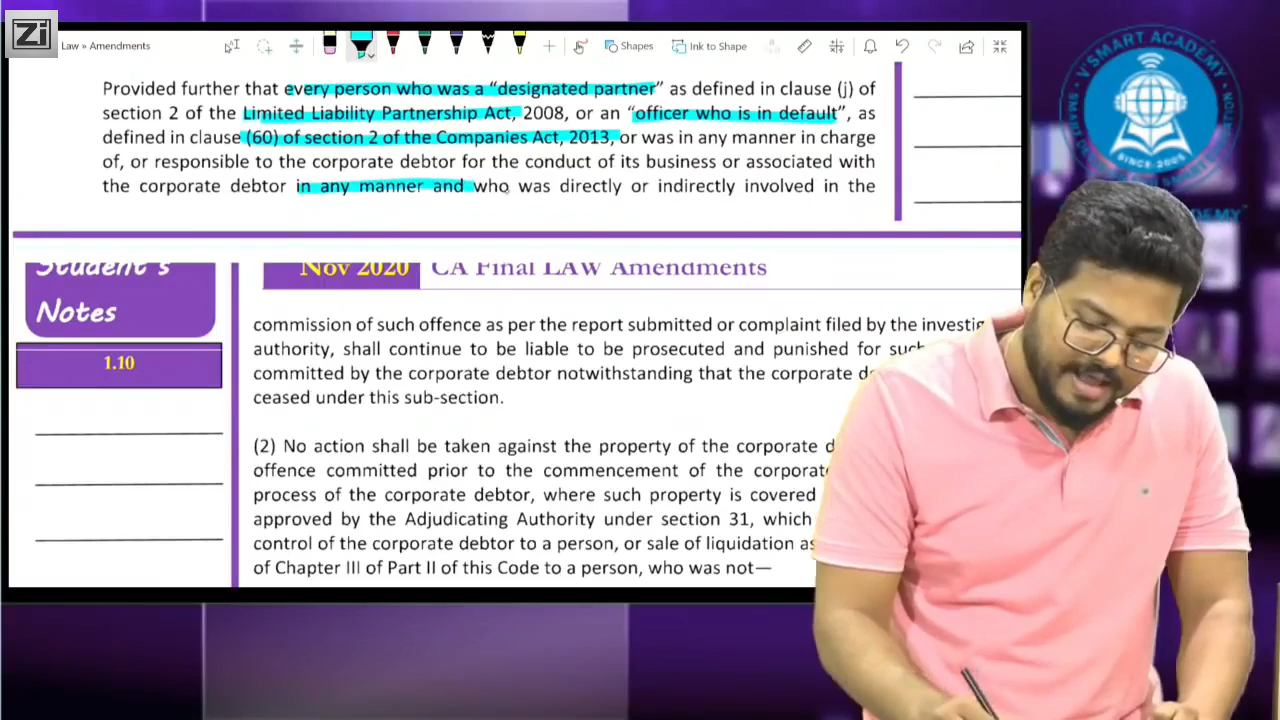 Zi
Law » Amendments
Shapes
Ink to Shape
Provided further that every person who was a “designated partner” as defined in clause (j) of
section 2 of the Limited Liability Partnership Act, 2008, or an “officer who is in default”, as
defined in clause (60) of section 2 of the Companies Act, 2013, or was in any manner in charge
of, or responsible to the corporate debtor for the conduct of its business or associated with
the corporate debtor in any manner and who was directly or indirectly involved in the
V'SMART ACADEMY
SINCE-2005
Student's
Notes
Nov 2020 CA Final LAW Amendments
1.10
commission of such offence as per the report submitted or complaint filed by the
authority, shall continue to be liable to be prosecuted and punished for such
committed by the corporate debtor notwithstanding that the corporate
ceased under this sub-section.
(2) No action shall be taken against the property of the corporate
offence committed prior to the commencement of the
process of the corporate debtor, where such property is covered
approved by the Adjudicating Authority under section 31, which
control of the corporate debtor to a person, or sale of liquidation
of Chapter III of Part II of this Code to a person, who was not—